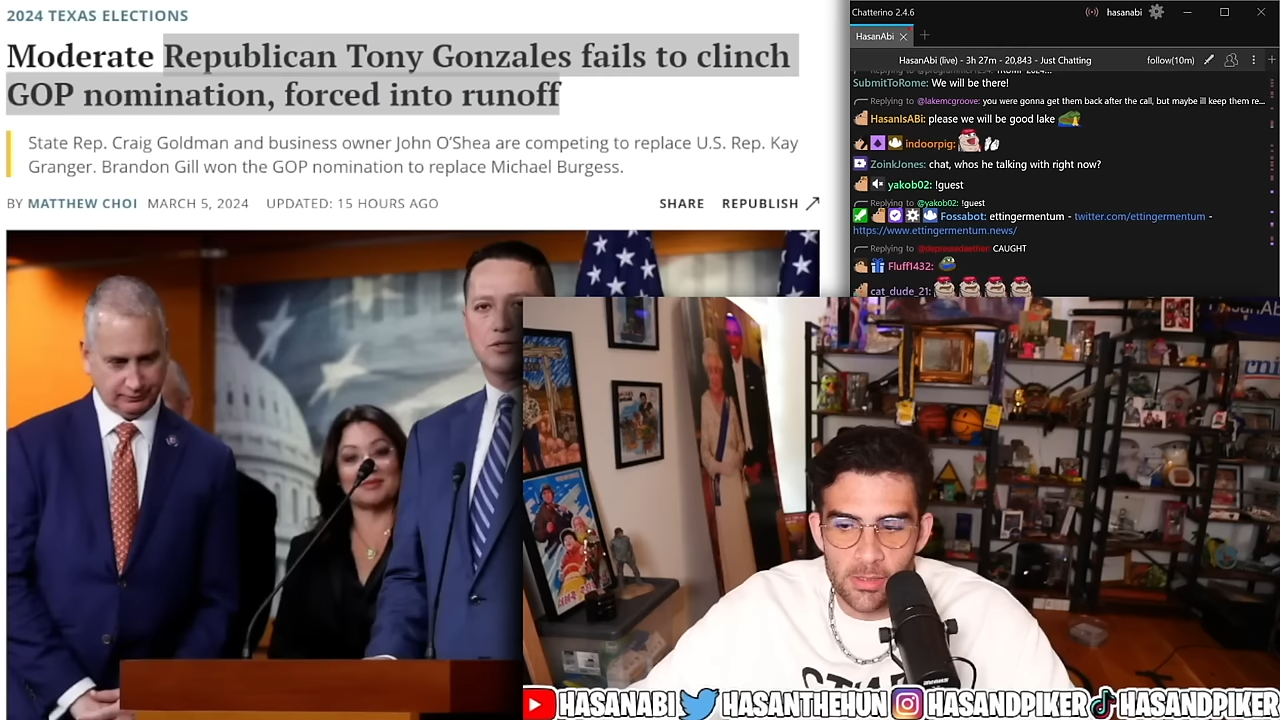 2024 TEXAS ELECTIONS
Moderate Republican Tony Gonzales fails to clinch
GOP nomination, forced into runoff
State Rep. Craig Goldman and business owner John O'Shea are competing to replace U.S. Rep. Kay
Granger. Brandon Gill won the GOP nomination to replace Michael Burgess.
BY MATTHEW CHOI MARCH 5, 2024 UPDATED: 15 HOURS AGO SHARE REPUBLISH
Chatterino 2.4.6 hasanabi
HasanAbi
HasanAbi (live) - 3h 27m - 20,843 - Just Chatting follow(10m)
SubmitToRome: We will be there!
Replying to @lakemcgroove: you were gonna get them back after the call, but maybe ill keep them re...
HasanIsABi: please we will be good lake
indoorpig:
ZoinkJones: chat, whos he talking with right now?
yakob02: !guest
Replying to @yakob02: !guest
Fossabot: ettingermentum - twitter.com/ettingermentum -
https://www.ettingermentum.news/
Replying to @depressedaether CAUGHT
Fluff1432:
cat_dude_21:
HASANABI HASANTHEHUN HASANDPIKER HASANDPIKER